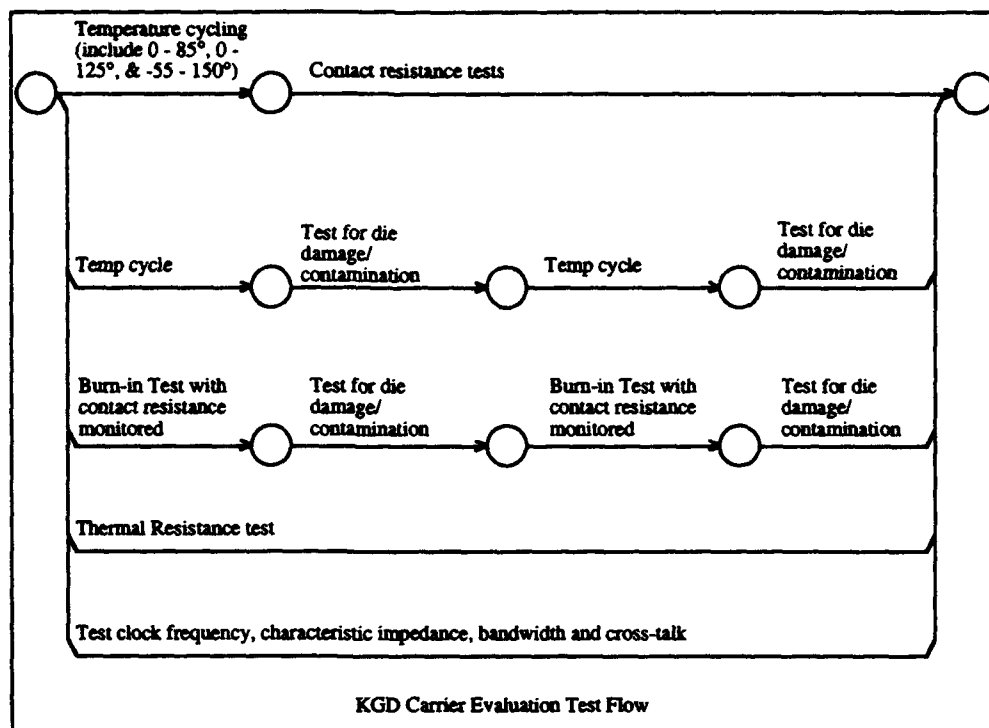 Temperature cycling
(include 0 - 85°, 0 -
125°, & -55 - 150°)
Contact resistance tests
Temp cycle
Test for die
damage/
contamination
Temp cycle
Test for die
damage/
contamination
Burn-in Test with
contact resistance
monitored
Test for die
damage/
contamination
Burn-in Test with
contact resistance
monitored
Test for die
damage/
contamination
Thermal Resistance test
Test clock frequency, characteristic impedance, bandwidth and cross-talk
KGD Carrier Evaluation Test Flow